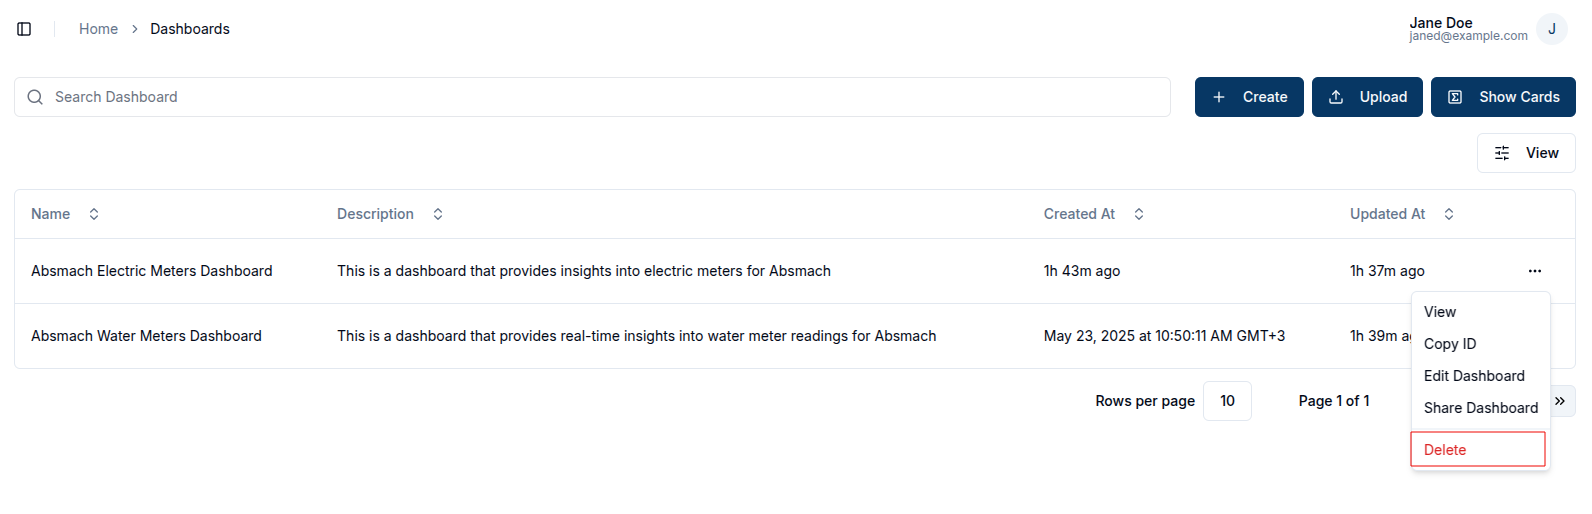 Home > Dashboards
Jane Doe
janed@example.com
J
Search Dashboard
Create
Upload
Show Cards
View
Name Description Created At Updated At
Absmach Electric Meters Dashboard This is a dashboard that provides insights into electric meters for Absmach 1h 43m ago 1h 37m ago
Absmach Water Meters Dashboard This is a dashboard that provides real-time insights into water meter readings for Absmach May 23, 2025 at 10:50:11 AM GMT+3 1h 39m
View
Copy ID
Edit Dashboard
Share Dashboard
Delete
Rows per page 10 Page 1 of 1